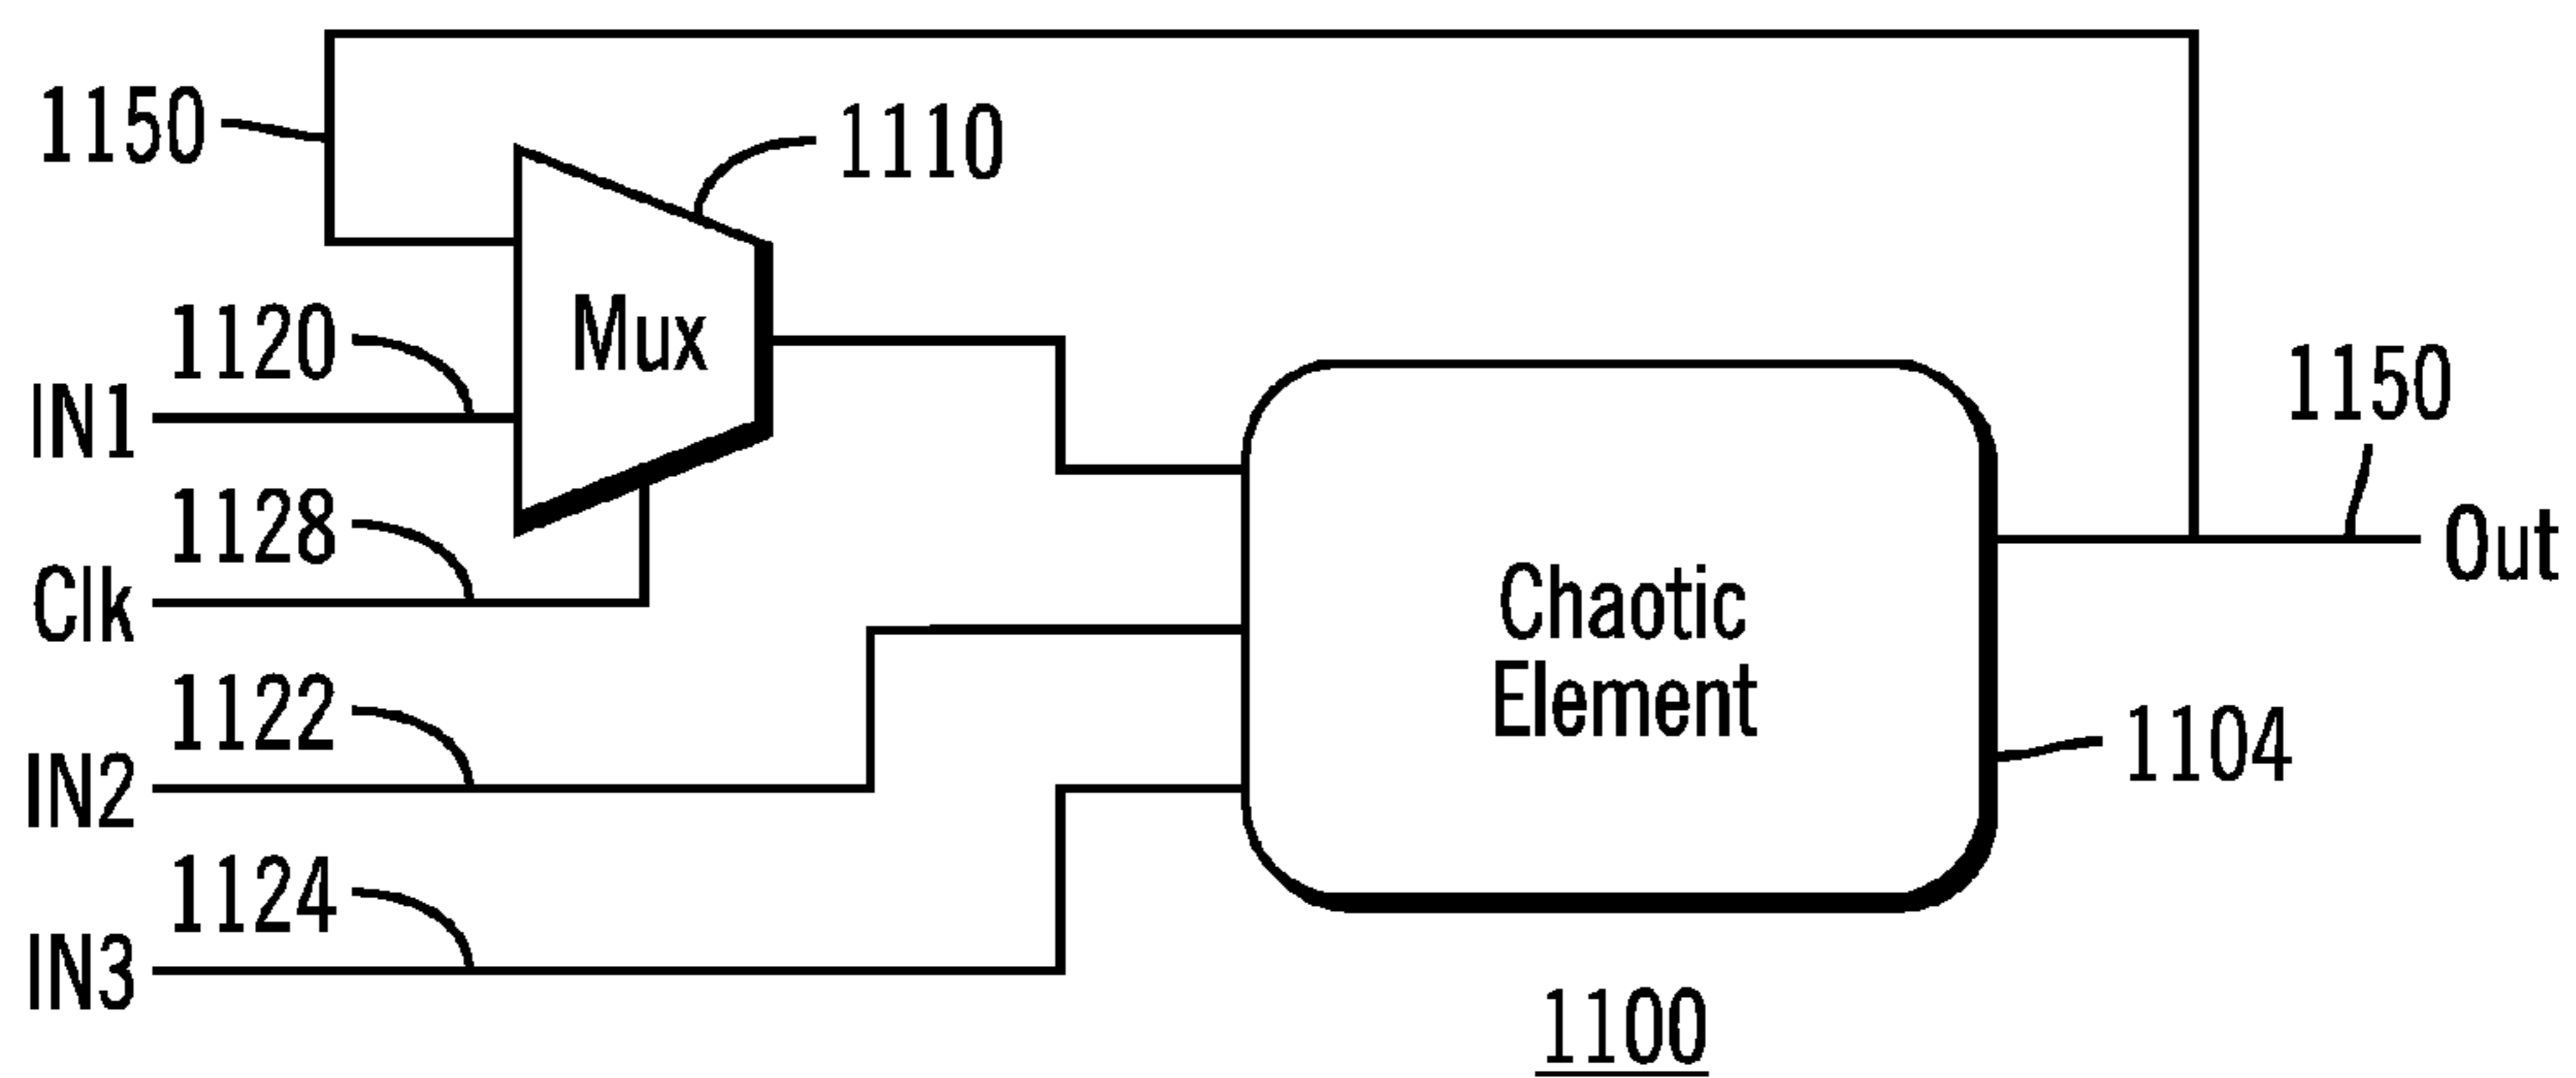 1150
1110
Mux
1120
IN1
1128
Clk
1122
IN2
1124
IN3
Chaotic
Element
1150
Out
1104
1100